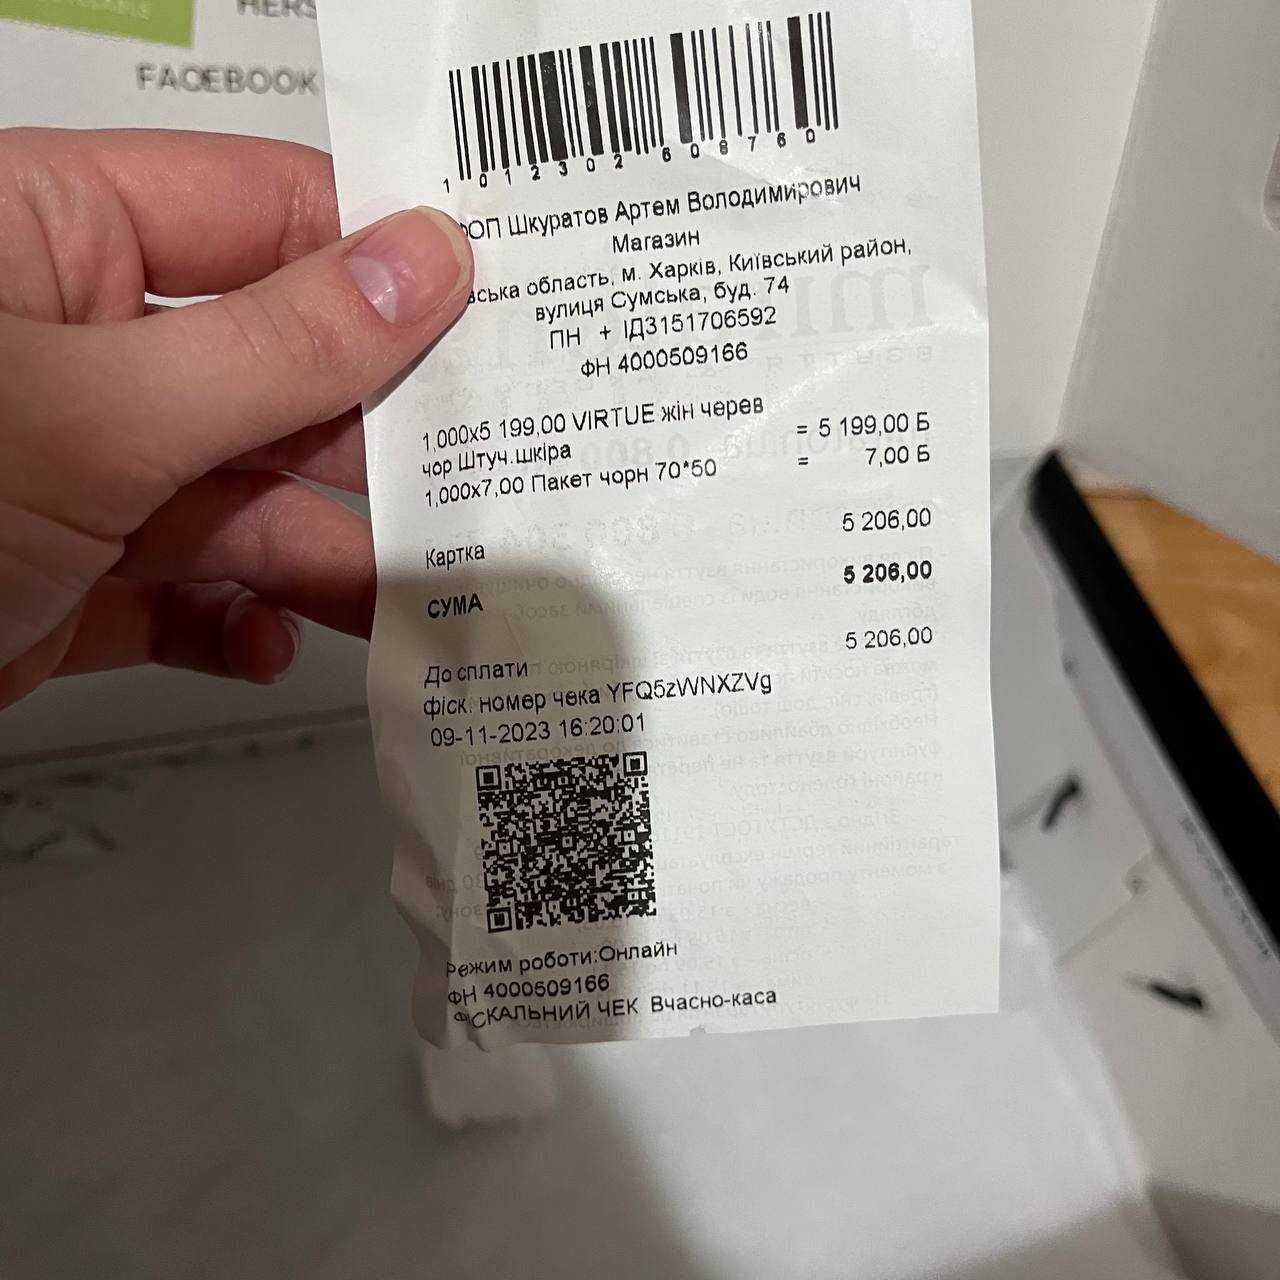 HERS
FACEBOOK
1 0 1 2 3 0 2 6 0 8 7 6 0
ФОП Шкуратов Артем Володимирович
Магазин
вська область, м. Харків, Київський район,
вулиця Сумська, буд. 74
ПН + ІД3151706592
ФН 4000509166
1,000x5 199,00 VIRTUE жін черев
чор Штуч.шкіра = 5 199,00 Б
1,000x7,00 Пакет чорн 70*50 = 7,00 Б
Картка 5 206,00
СУМА 5 206,00
До сплати 5 206,00
фіск. номер чека YFQ5zWNXZVg
09-11-2023 16:20:01
Режим роботи:Онлайн
ФН 4000509166
ФІСКАЛЬНИЙ ЧЕК Вчасно-каса